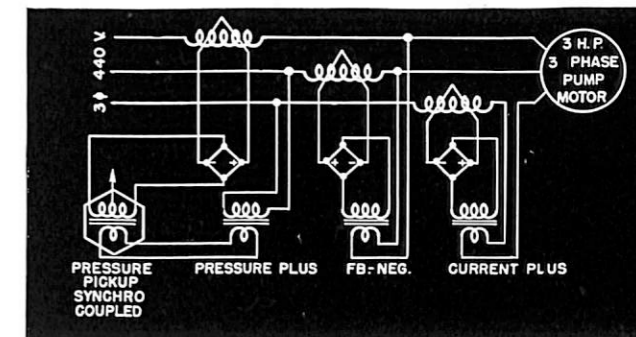 3ϕ 440 V.
3 H.P.
3 PHASE
PUMP
MOTOR
PRESSURE
PICKUP
SYNCHRO
COUPLED
PRESSURE PLUS
FB.-NEG.
CURRENT PLUS